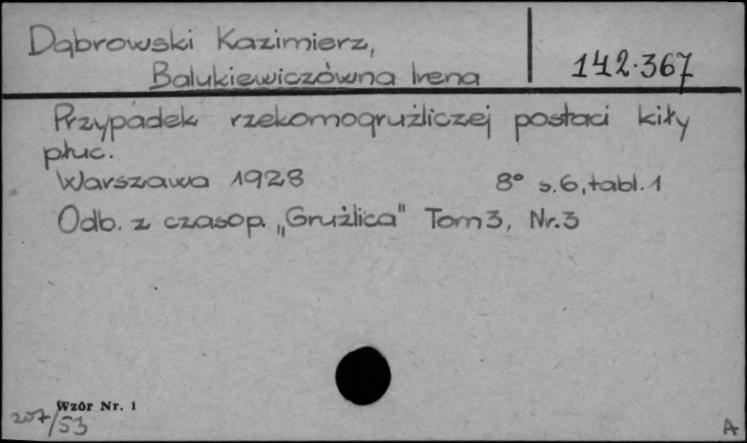 Dąbrowski Kazimierz,
Balukiewiczówna Irena
142.367
Przypadek rzekomogruźliczej postaci kiły
płuc.
Warszawa 1928 8° s.6, tabl.1
Odb. z czasop. „Gruźlica" Tom 3, Nr.3
Wzór Nr. 1
207/53
A